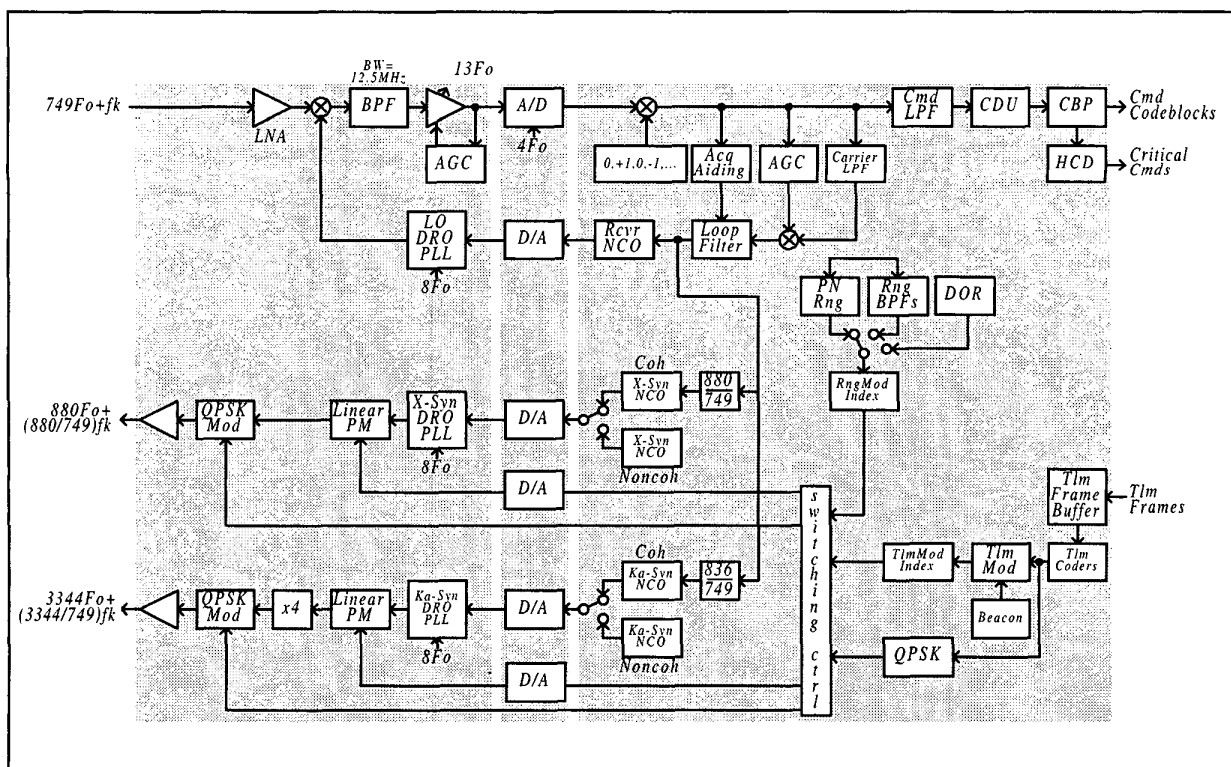 BW=
12.5MHz
13Fo
749Fo+fk
LNA
BPF
AGC
A/D
4Fo
0,+1,0,-1,...
Acq
Aiding
AGC
Carrier
LPF
Cmd
LPF
CDU
CBP
Cmd
Codeblocks
HCD
Critical
Cmds
LO
DRO
PLL
8Fo
D/A
Rcvr
NCO
Loop
Filter
PN
Rng
Rng
BPFs
DOR
RngMod
Index
Coh
X-Syn
NCO
880
749
X-Syn
NCO
Noncoh
880Fo+
(880/749)fk
QPSK
Mod
Linear
PM
X-Syn
DRO
PLL
8Fo
D/A
D/A
switching ctrl
Tlm
Frame
Buffer
Tlm
Frames
TlmMod
Index
Tlm
Mod
Tlm
Coders
Beacon
QPSK
Coh
Ka-Syn
NCO
836
749
Ka-Syn
NCO
Noncoh
3344Fo+
(3344/749)fk
QPSK
Mod
x4
Linear
PM
Ka-Syn
DRO
PLL
8Fo
D/A
D/A